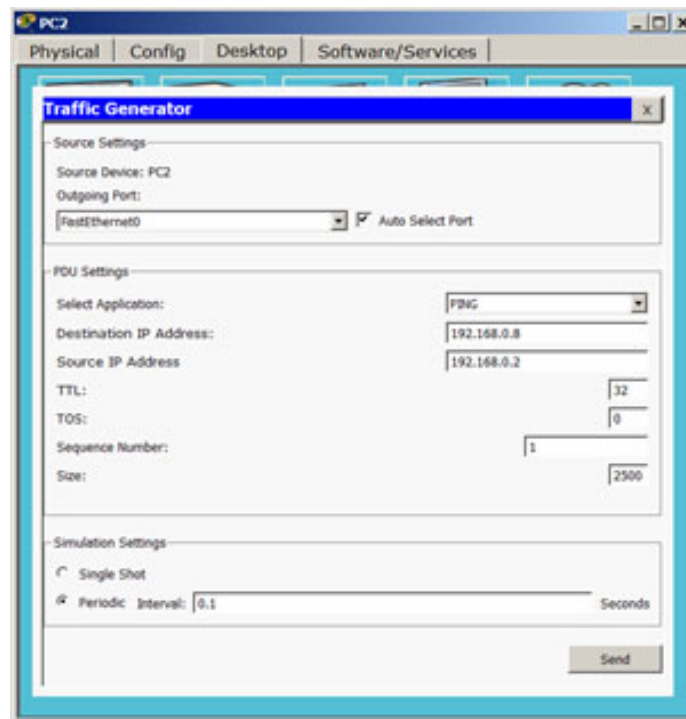 PC2
Physical Config Desktop Software/Services
Traffic Generator X
Source Settings
Source Device: PC2
Outgoing Port:
FastEthernet0 Auto Select Port
PDU Settings
Select Application: PING
Destination IP Address: 192.168.0.8
Source IP Address 192.168.0.2
TTL: 32
TOS: 0
Sequence Number: 1
Size: 2500
Simulation Settings
Single Shot
Periodic Interval: 0.1 Seconds
Send